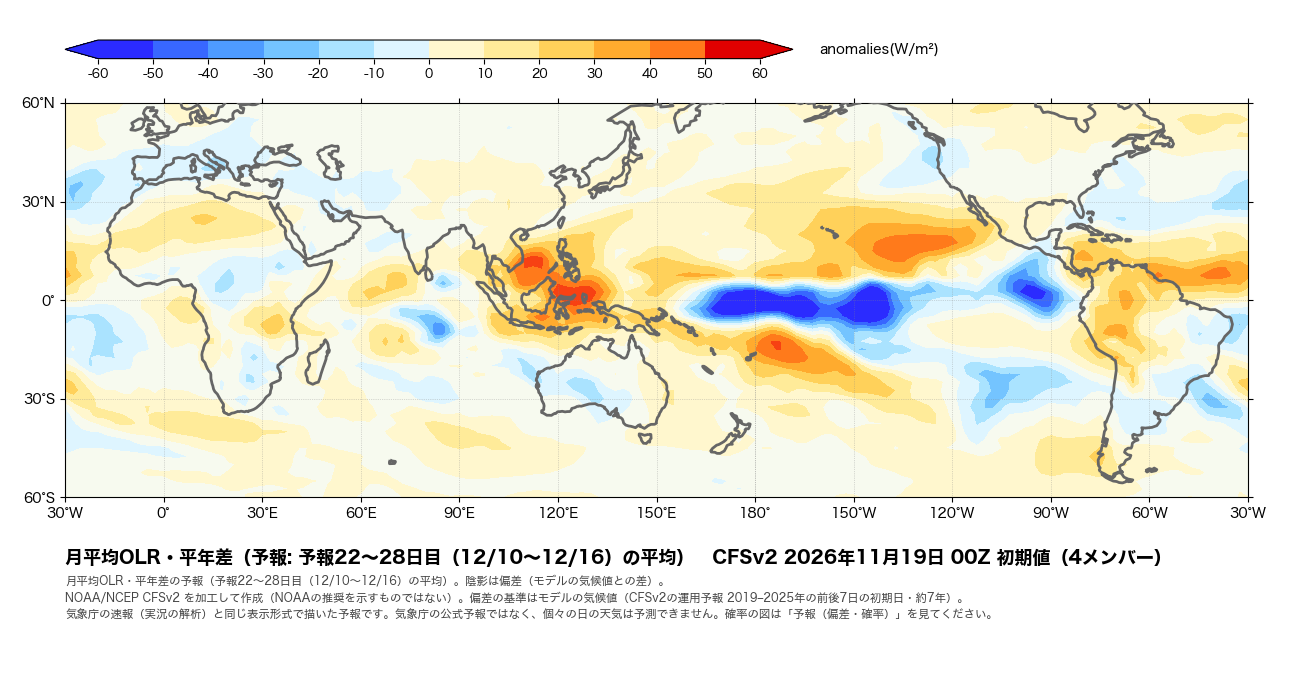 anomalies(W/m²)
-60 -50 -40 -30 -20 -10 0 10 20 30 40 50 60
60°N
30°N
0°
30°S
60°S
30°W 0° 30°E 60°E 90°E 120°E 150°E 180° 150°W 120°W 90°W 60°W 30°W
月平均OLR・平年差（予報: 予報22～28日目（12/10～12/16）の平均） CFSv2 2026年11月19日 00Z 初期値（4メンバー）
月平均OLR・平年差の予報（予報22～28日目（12/10～12/16）の平均）。陰影は偏差（モデルの気候値との差）。
NOAA/NCEP CFSv2 を加工して作成（NOAAの推奨を示すものではない）。偏差の基準はモデルの気候値（CFSv2の運用予報 2019–2025年の前後7日の初期日・約7年）。
気象庁の速報（実況の解析）と同じ表示形式で描いた予報です。気象庁の公式予報ではなく、個々の日の天気は予測できません。確率の図は「予報（偏差・確率）」を見てください。